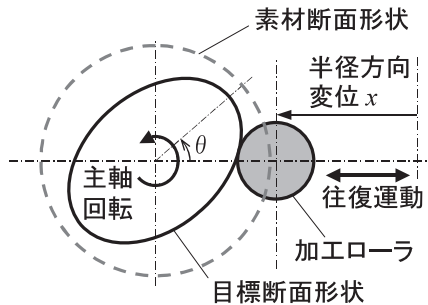 素材断面形状
半径方向
変位 x
θ
主軸
回転
往復運動
加工ローラ
目標断面形状